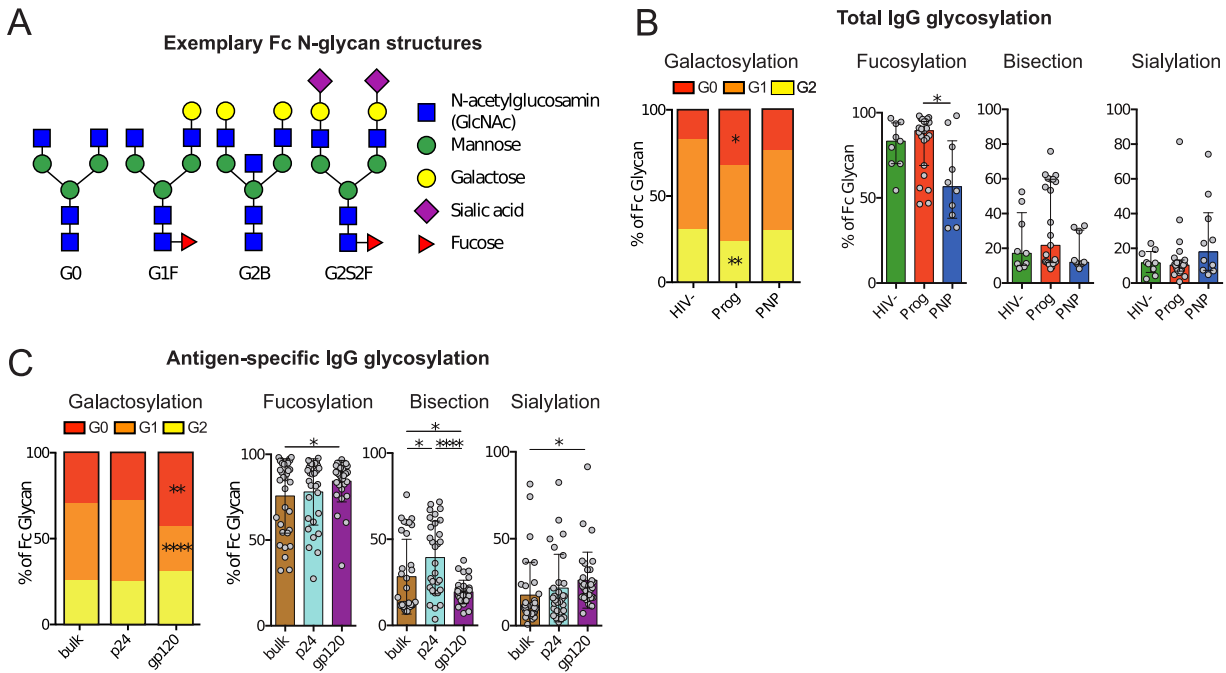 A
Exemplary Fc N-glycan structures
N-acetylglucosamin
(GlcNAc)
Mannose
Galactose
Sialic acid
Fucose
G0 G1F G2B G2S2F
B
Total IgG glycosylation
Galactosylation Fucosylation Bisection Sialylation
G0 G1 G2
% of Fc Glycan
100
50
0
*
**
HIV- Prog PNP
% of Fc Glycan
100
50
0
*
HIV- Prog PNP
100
80
60
40
20
0
HIV- Prog PNP
100
80
60
40
20
0
HIV- Prog PNP
C
Antigen-specific IgG glycosylation
Galactosylation Fucosylation Bisection Sialylation
G0 G1 G2
% of Fc Glycan
100
50
0
**
****
bulk p24 gp120
% of Fc Glycan
100
50
0
*
bulk p24 gp120
100
50
0
*
* ****
bulk p24 gp120
100
50
0
*
bulk p24 gp120